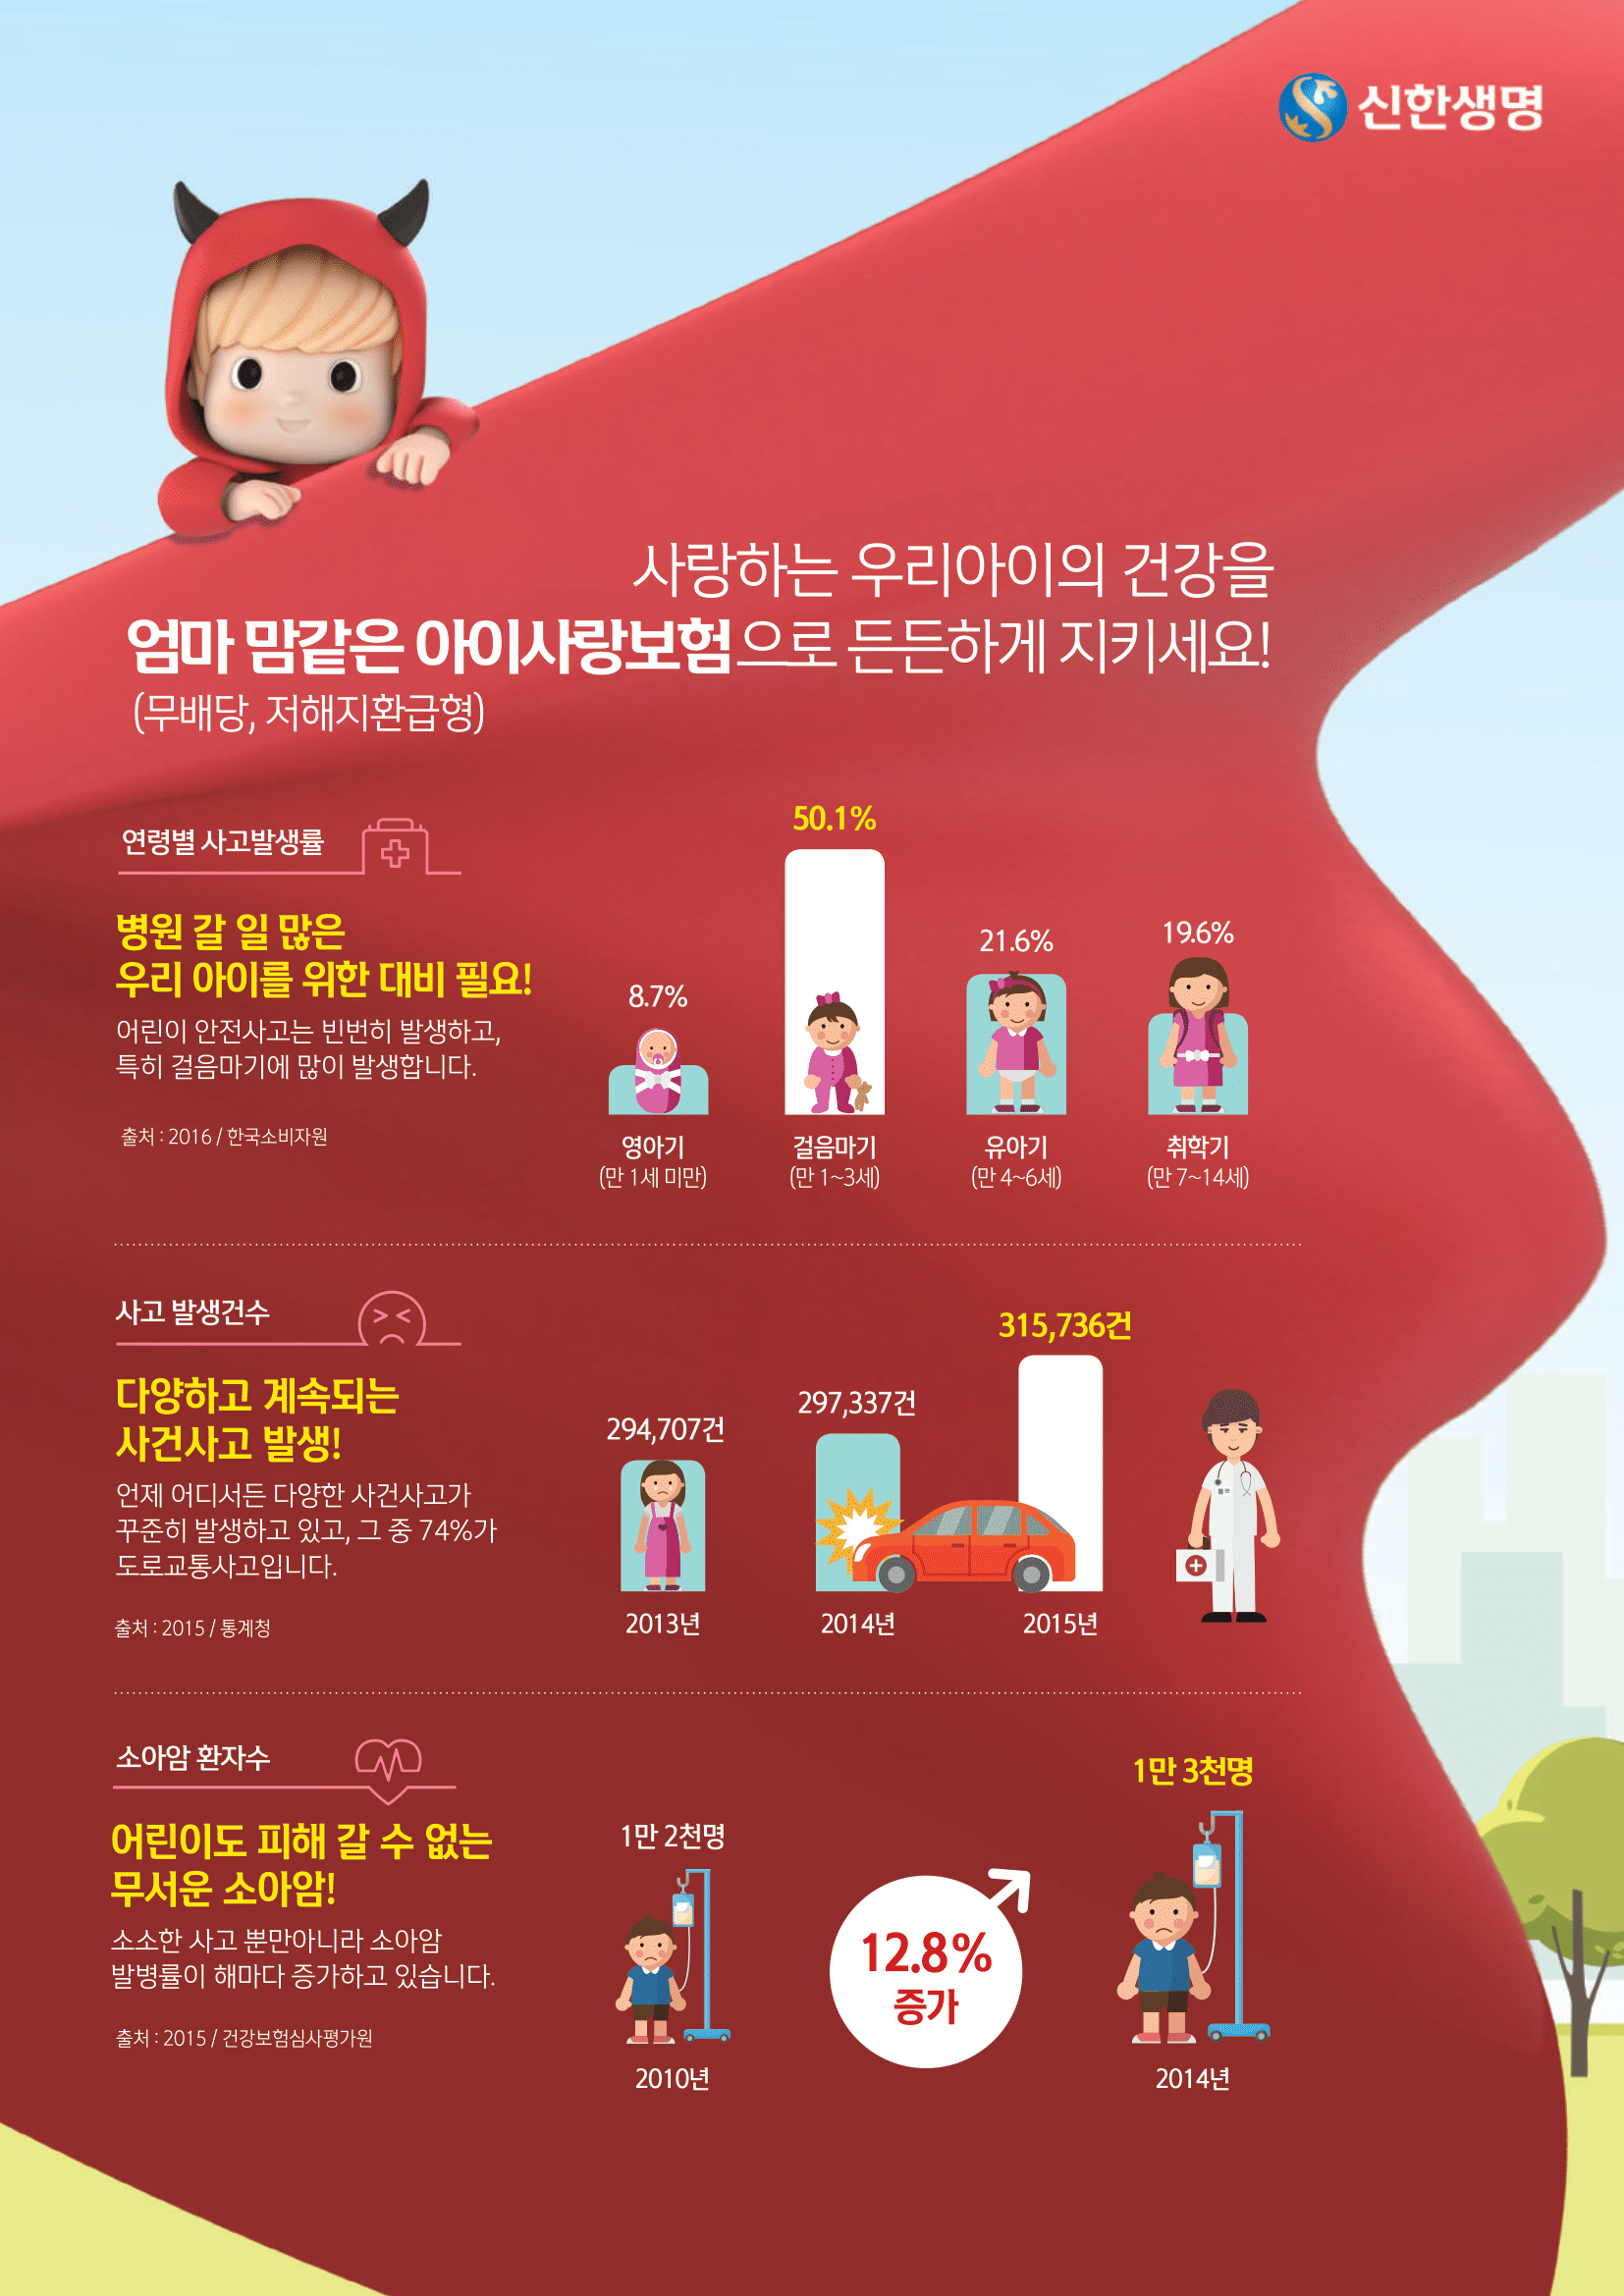 신한생명
사랑하는 우리아이의 건강을
엄마 맘같은 아이사랑보험으로 든든하게 지키세요!
(무배당, 저해지환급형)
연령별 사고발생률
병원 갈 일 많은
우리 아이를 위한 대비 필요!
어린이 안전사고는 빈번히 발생하고,
특히 걸음마기에 많이 발생합니다.
출처 : 2016 / 한국소비자원
8.7%
50.1%
21.6%
19.6%
영아기
(만 1세 미만)
걸음마기
(만 1~3세)
유아기
(만 4~6세)
취학기
(만 7~14세)
사고 발생건수
다양하고 계속되는
사건사고 발생!
언제 어디서든 다양한 사건사고가
꾸준히 발생하고 있고, 그 중 74%가
도로교통사고입니다.
출처 : 2015 / 통계청
294,707건
297,337건
315,736건
2013년
2014년
2015년
소아암 환자수
어린이도 피해 갈 수 없는
무서운 소아암!
소소한 사고 뿐만아니라 소아암
발병률이 해마다 증가하고 있습니다.
출처 : 2015 / 건강보험심사평가원
1만 2천명
2010년
12.8%
증가
1만 3천명
2014년